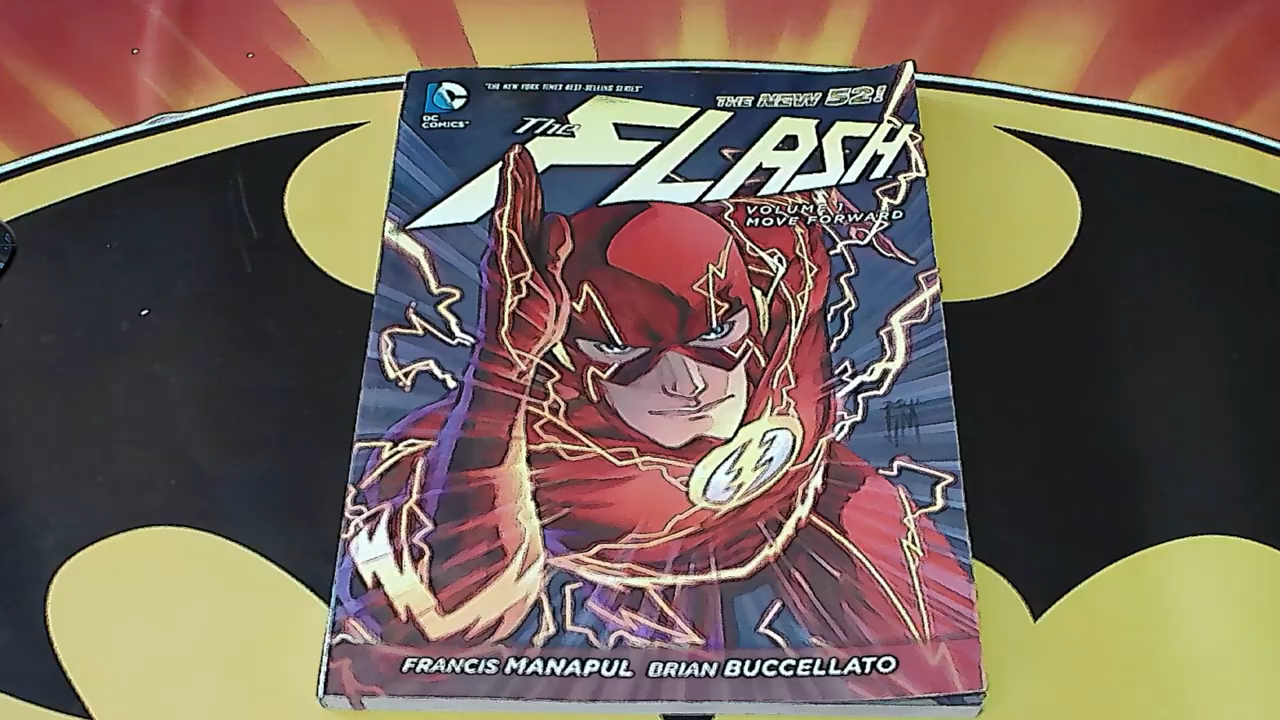 "THE NEW YORK TIMES BEST-SELLING SERIES"
DC
COMICS™
THE NEW 52!
The FLASH
VOLUME 1
MOVE FORWARD
FRANCIS MANAPUL BRIAN BUCCELLATO